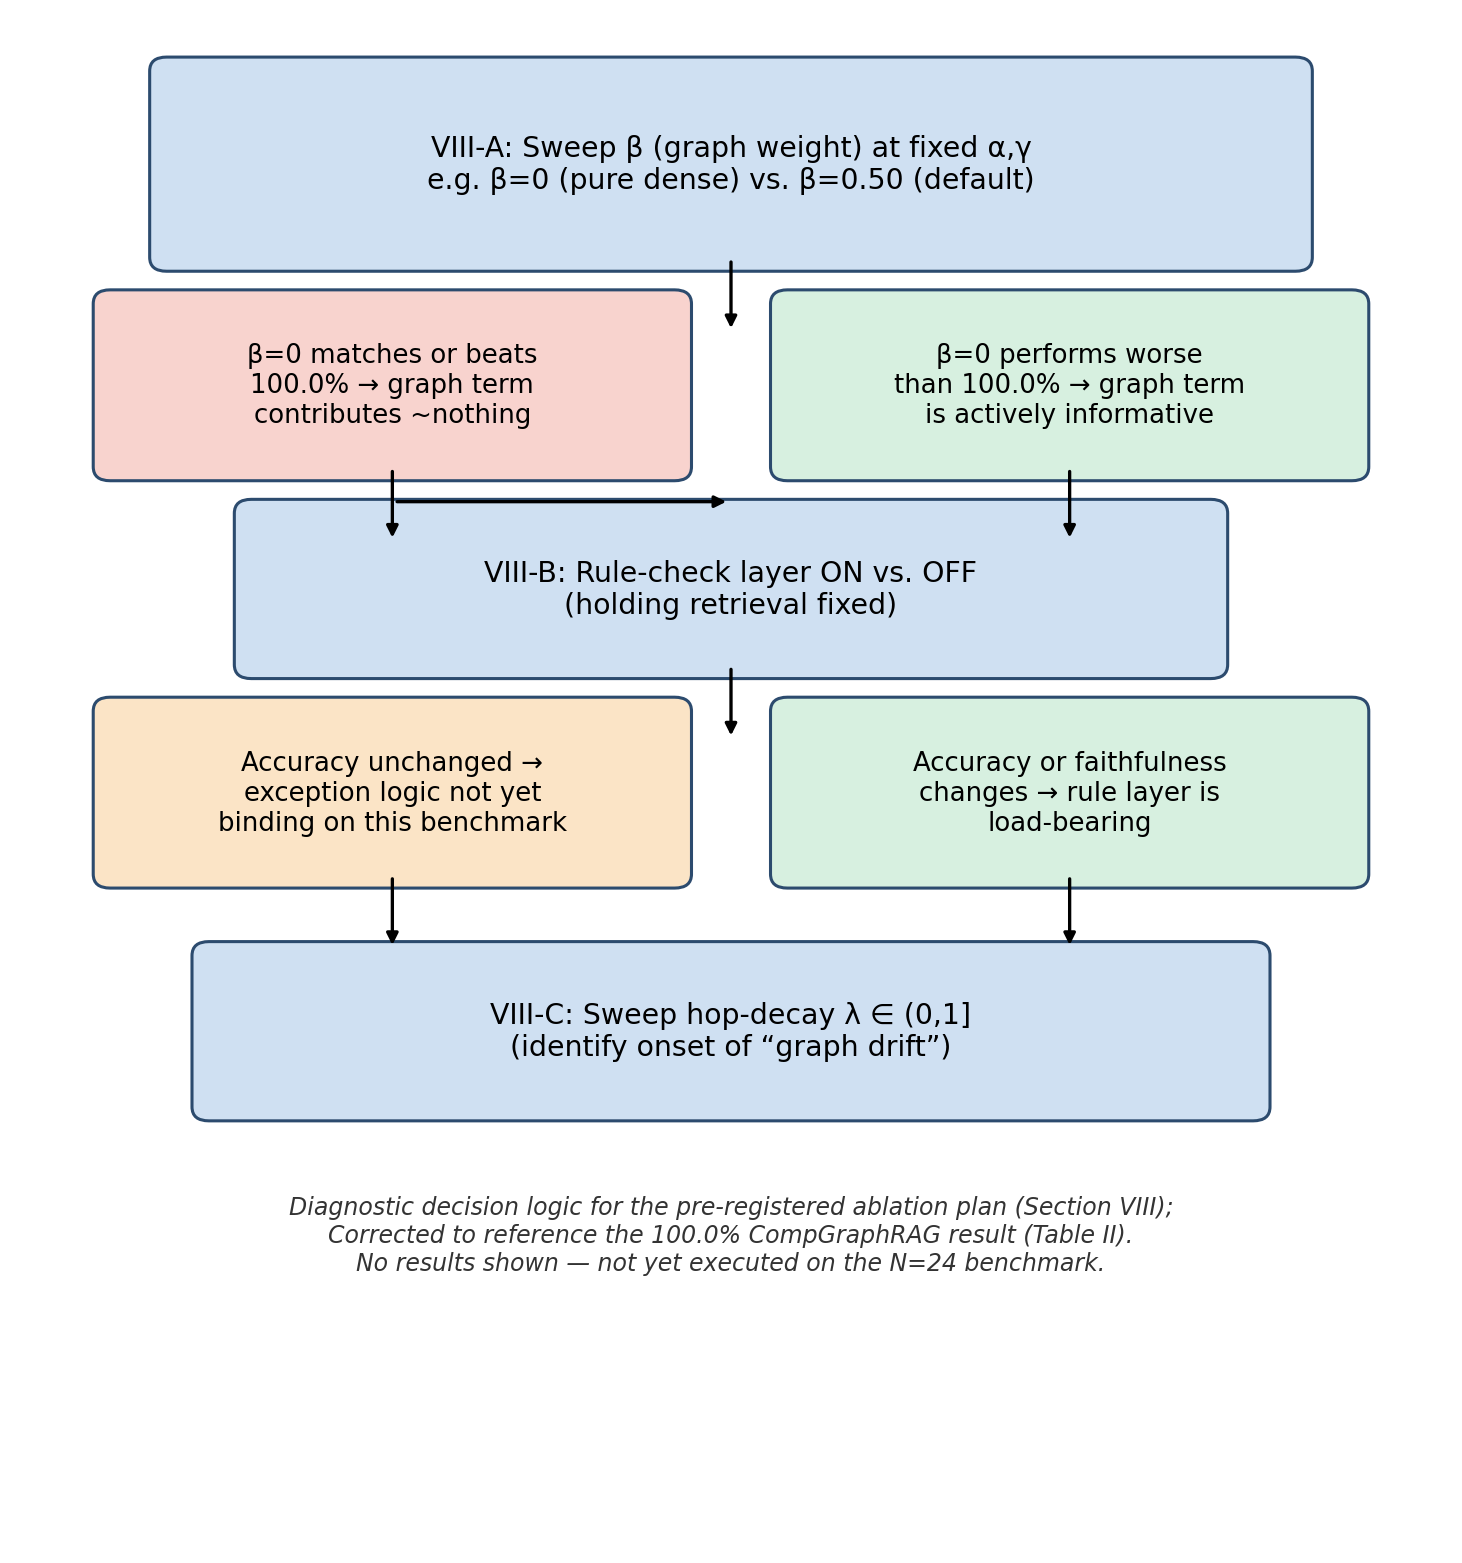 VIII-A: Sweep β (graph weight) at fixed α,γ
e.g. β=0 (pure dense) vs. β=0.50 (default)
β=0 matches or beats
100.0% → graph term
contributes ~nothing
β=0 performs worse
than 100.0% → graph term
is actively informative
VIII-B: Rule-check layer ON vs. OFF
(holding retrieval fixed)
Accuracy unchanged →
exception logic not yet
binding on this benchmark
Accuracy or faithfulness
changes → rule layer is
load-bearing
VIII-C: Sweep hop-decay λ ∈ (0,1]
(identify onset of “graph drift”)
Diagnostic decision logic for the pre-registered ablation plan (Section VIII);
Corrected to reference the 100.0% CompGraphRAG result (Table II).
No results shown — not yet executed on the N=24 benchmark.